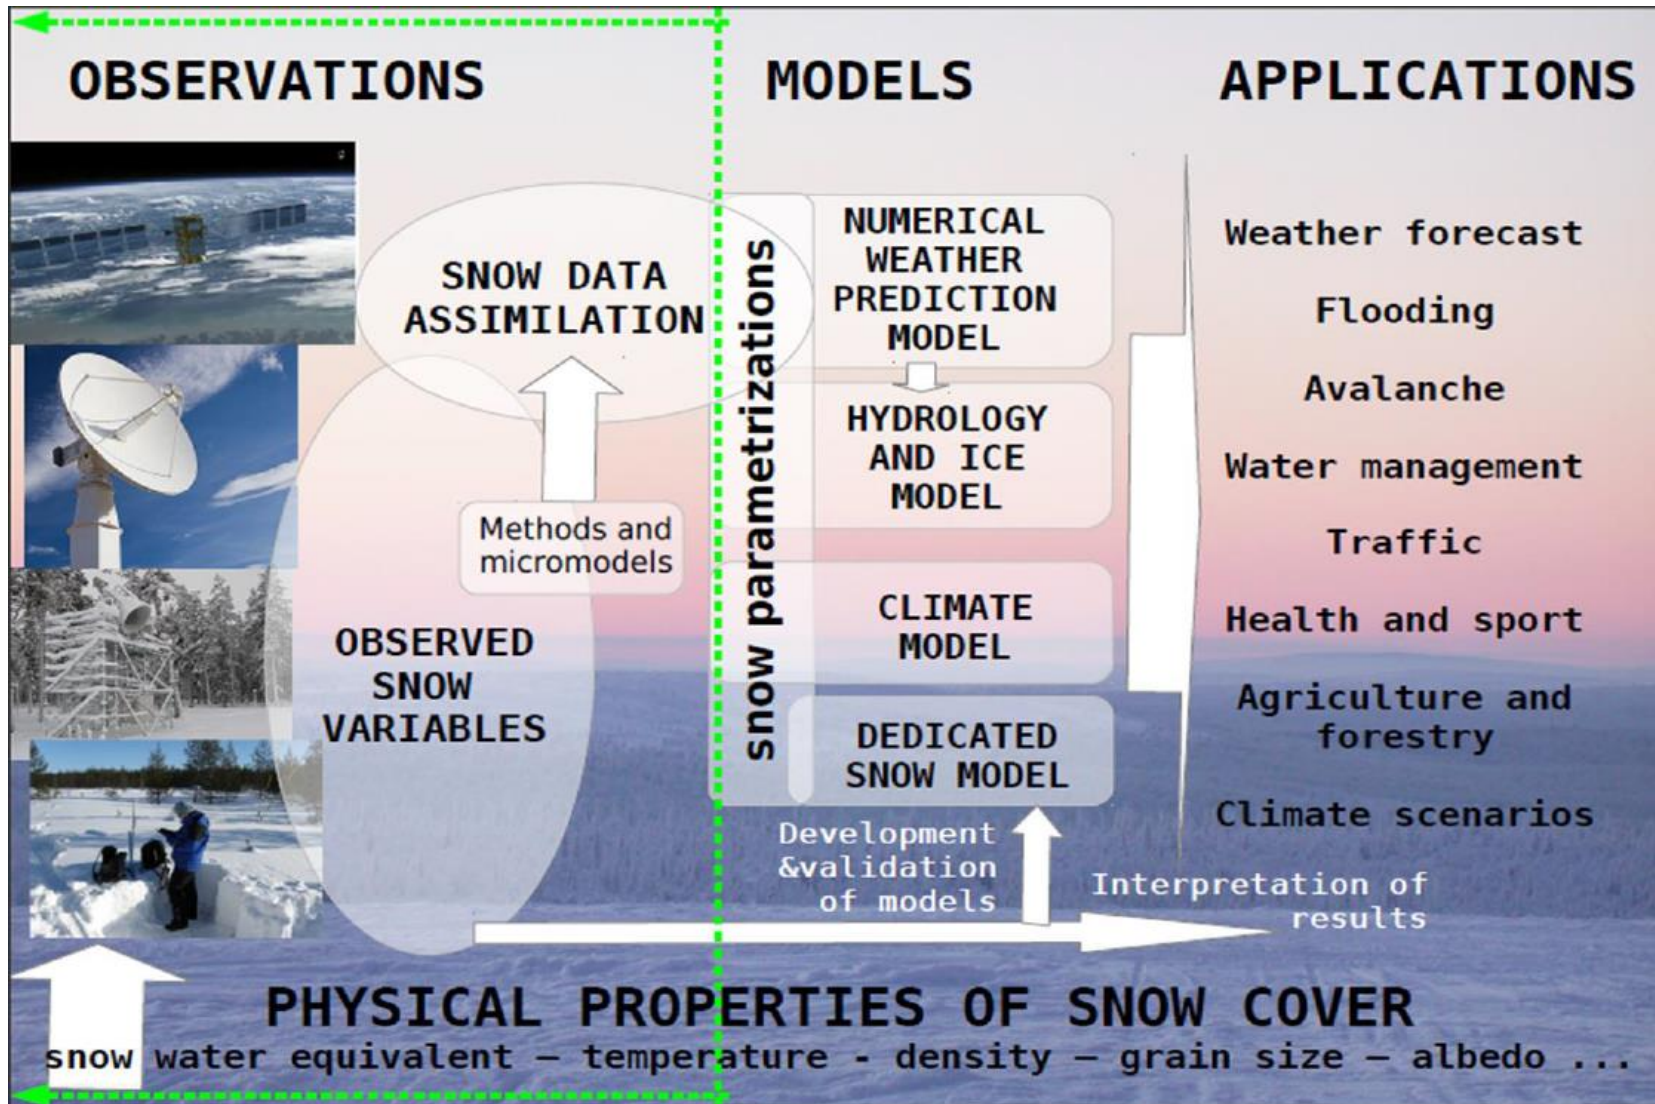 OBSERVATIONS
MODELS
APPLICATIONS
SNOW DATA
ASSIMILATION
Methods and
micromodels
OBSERVED
SNOW
VARIABLES
snow parametrizations
NUMERICAL
WEATHER
PREDICTION
MODEL
HYDROLOGY
AND ICE
MODEL
CLIMATE
MODEL
DEDICATED
SNOW MODEL
Development
&validation
of models
Interpretation of
results
Weather forecast
Flooding
Avalanche
Water management
Traffic
Health and sport
Agriculture and
forestry
Climate scenarios
PHYSICAL PROPERTIES OF SNOW COVER
snow water equivalent – temperature - density – grain size – albedo ...